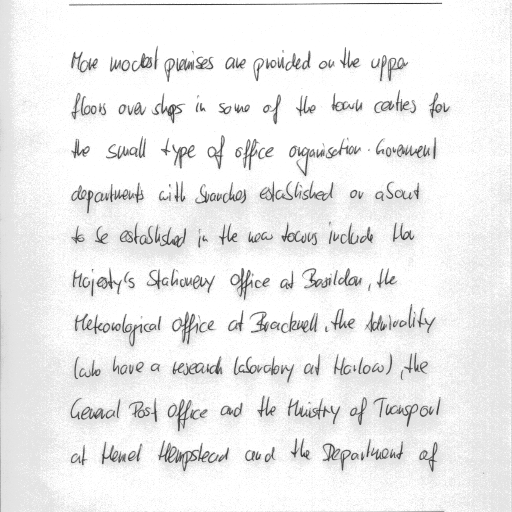 More modest premises are provided on the upper
floors over shops in some of the town centres for
the small type of office organisation. Government
departments with branches established or about
to be established in the new towns include Her
Majesty's Stationery Office at Basildon, the
Meteorological Office at Bracknell, the Admirality
(who have a research laboratory at Harlow), the
General Post Office and the Ministry of Transport
at Hemel Hempstead and the Department of